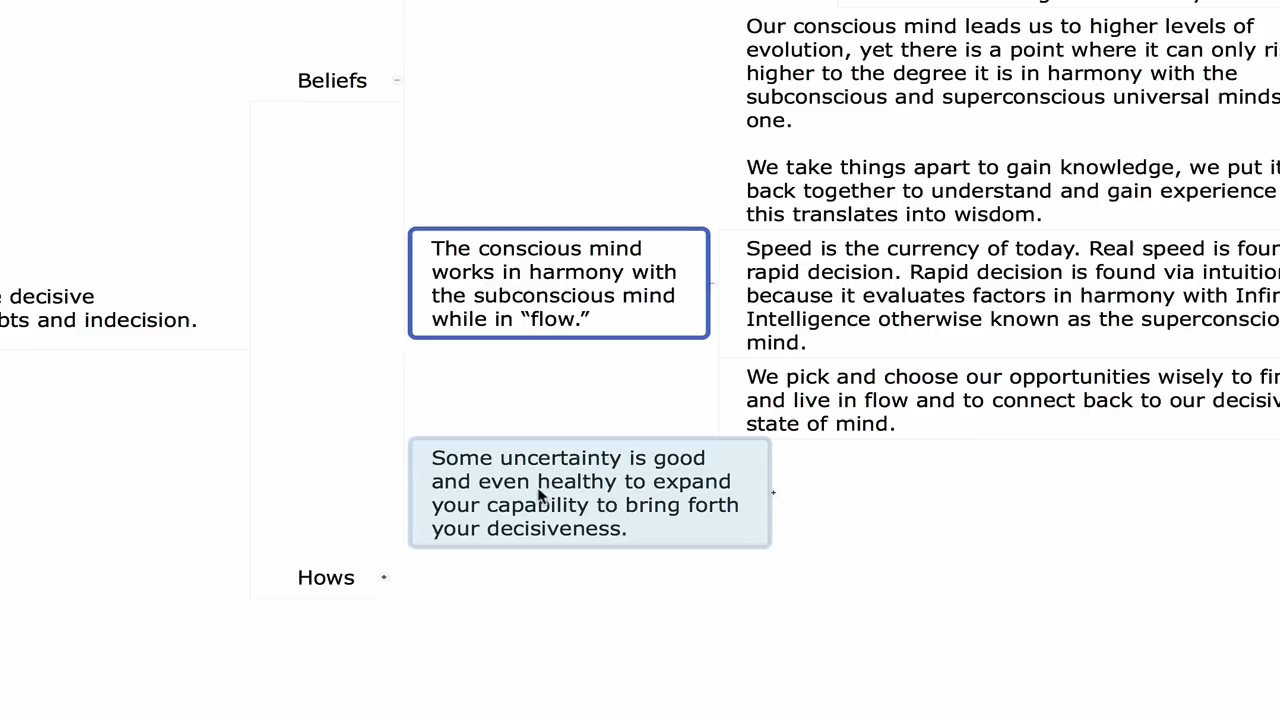 Our conscious mind leads us to higher levels of
evolution, yet there is a point where it can only
higher to the degree it is in harmony with the
subconscious and superconscious universal minds
one.
We take things apart to gain knowledge, we put
back together to understand and gain experience
this translates into wisdom.
Beliefs
The conscious mind
works in harmony with
the subconscious mind
while in “flow.”
Speed is the currency of today. Real speed is
rapid decision. Rapid decision is found via
because it evaluates factors in harmony with
Intelligence otherwise known as the
mind.
We pick and choose our opportunities wisely to
and live in flow and to connect back to our
state of mind.
decisive
and indecision.
Some uncertainty is good
and even healthy to expand
your capability to bring forth
your decisiveness.
Hows